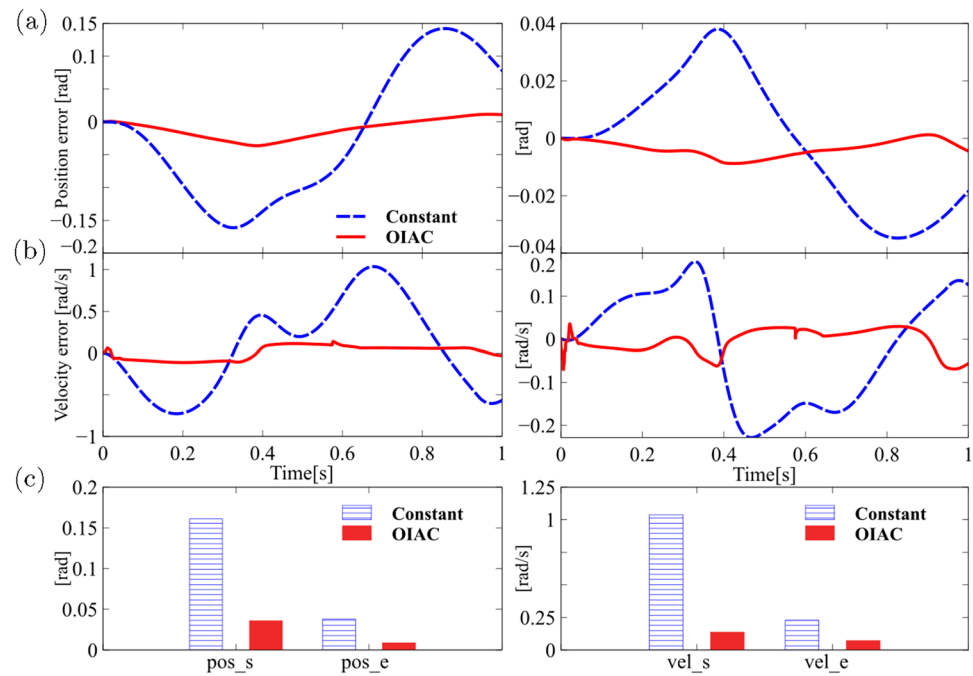 (a)
Position error [rad]
0.15
0.1
0
−0.15
−0.2
Constant
OIAC
[rad]
0.04
0.02
0
−0.02
−0.04
(b)
Velocity error [rad/s]
1
0.5
0
−1
0 0.2 0.4 0.6 0.8 1
Time[s]
[rad/s]
0.2
0.1
0
−0.1
−0.2
0 0.2 0.4 0.6 0.8 1
Time[s]
(c)
[rad]
0.2
0.15
0.1
0.05
0
Constant
OIAC
pos_s pos_e
[rad/s]
1.25
1
0.25
0
Constant
OIAC
vel_s vel_e